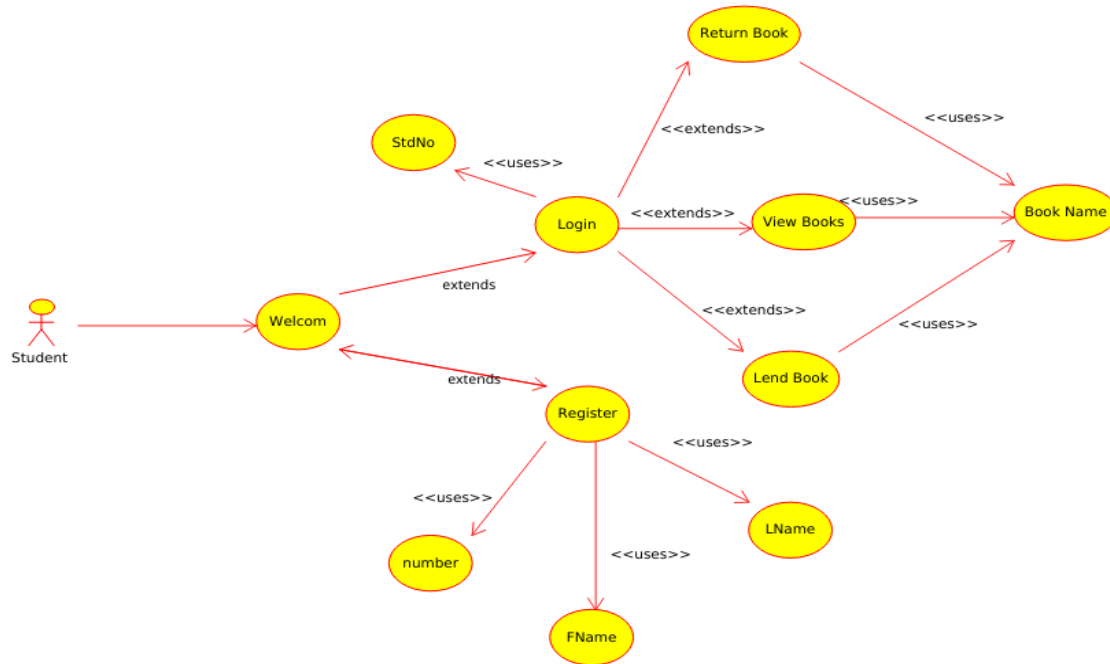 Return Book
<<uses>>
<<extends>>
StdNo
<<uses>>
Login
<<extends>>
View Books
<<uses>>
Book Name
extends
<<extends>>
Welcom
<<uses>>
Student
Lend Book
extends
Register
<<uses>>
<<uses>>
LName
<<uses>>
number
FName